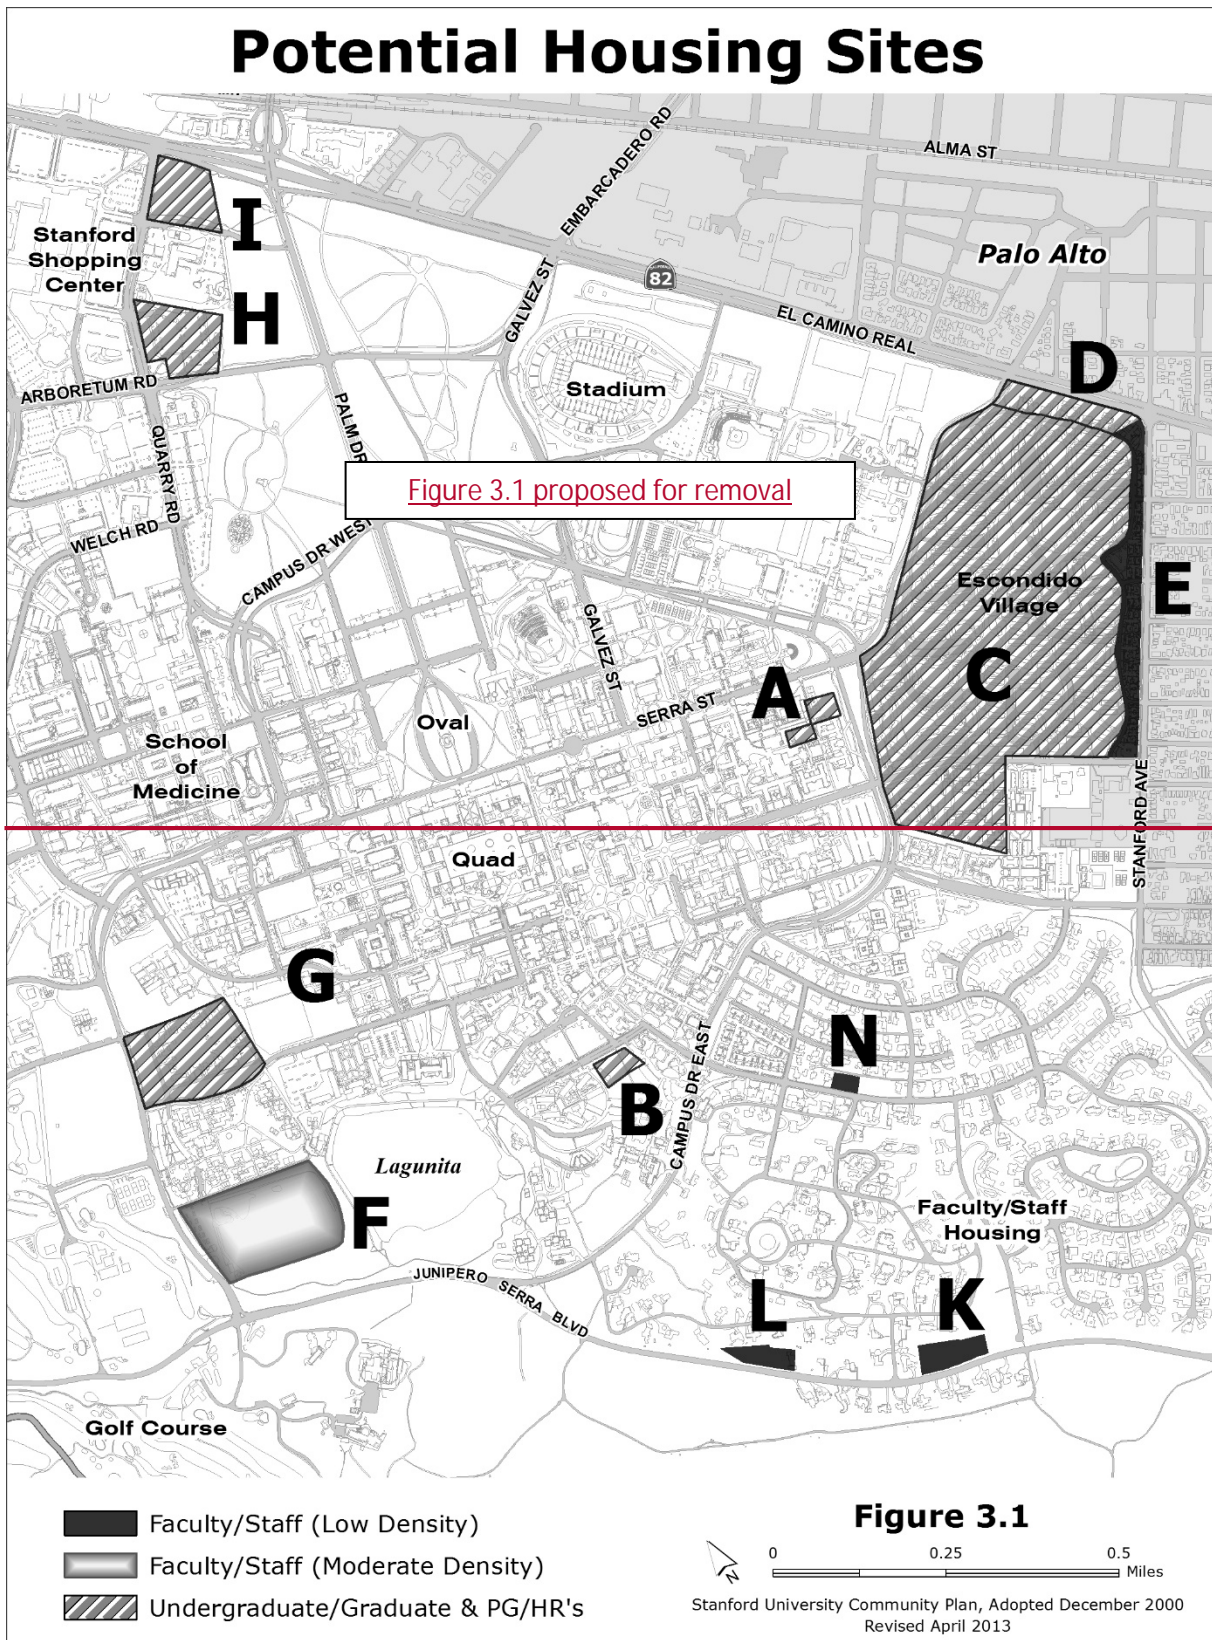 Potential Housing Sites
ALMA ST
EMBARCADERO RD
Palo Alto
I
Stanford
Shopping
Center
GALVEZ ST
82
H
EL CAMINO REAL
D
ARBORETUM RD
Stadium
PALM DR
QUARRY RD
Figure 3.1 proposed for removal
WELCH RD
CAMPUS DR WEST
Escondido
Village
E
GALVEZ ST
C
A
SERRA ST
Oval
School
of
Medicine
STANFORD AVE
Quad
G
N
CAMPUS DR EAST
B
Lagunita
F
Faculty/Staff
Housing
JUNIPERO SERRA BLVD
L
K
Golf Course
Faculty/Staff (Low Density)
Faculty/Staff (Moderate Density)
Undergraduate/Graduate & PG/HR's
Figure 3.1
N
0 0.25 0.5
Miles
Stanford University Community Plan, Adopted December 2000
Revised April 2013